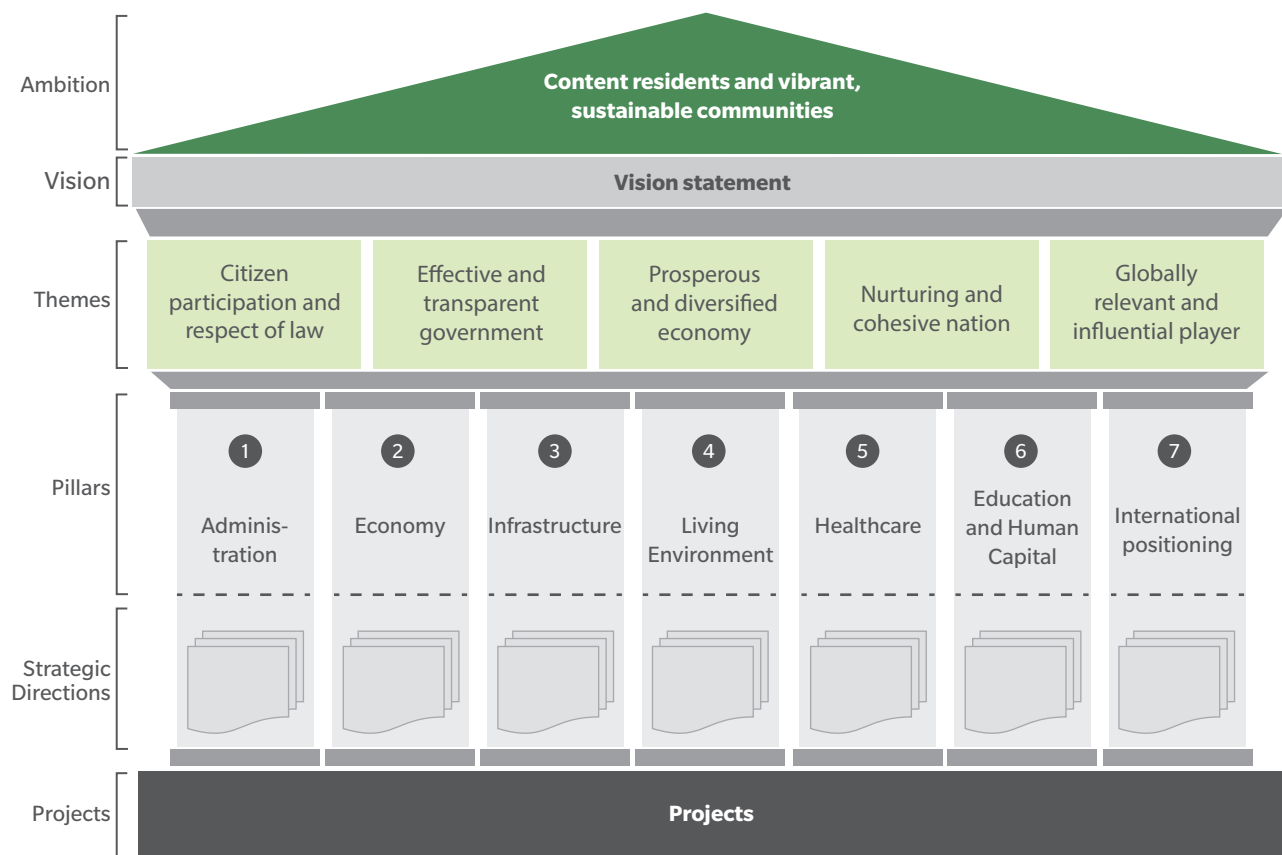 Ambition
Content residents and vibrant,
sustainable communities
Vision
Vision statement
Themes
Citizen
participation and
respect of law
Effective and
transparent
government
Prosperous
and diversified
economy
Nurturing and
cohesive nation
Globally
relevant and
influential player
Pillars
1
Adminis-
tration
2
Economy
3
Infrastructure
4
Living
Environment
5
Healthcare
6
Education
and Human
Capital
7
International
positioning
Strategic
Directions
Projects
Projects